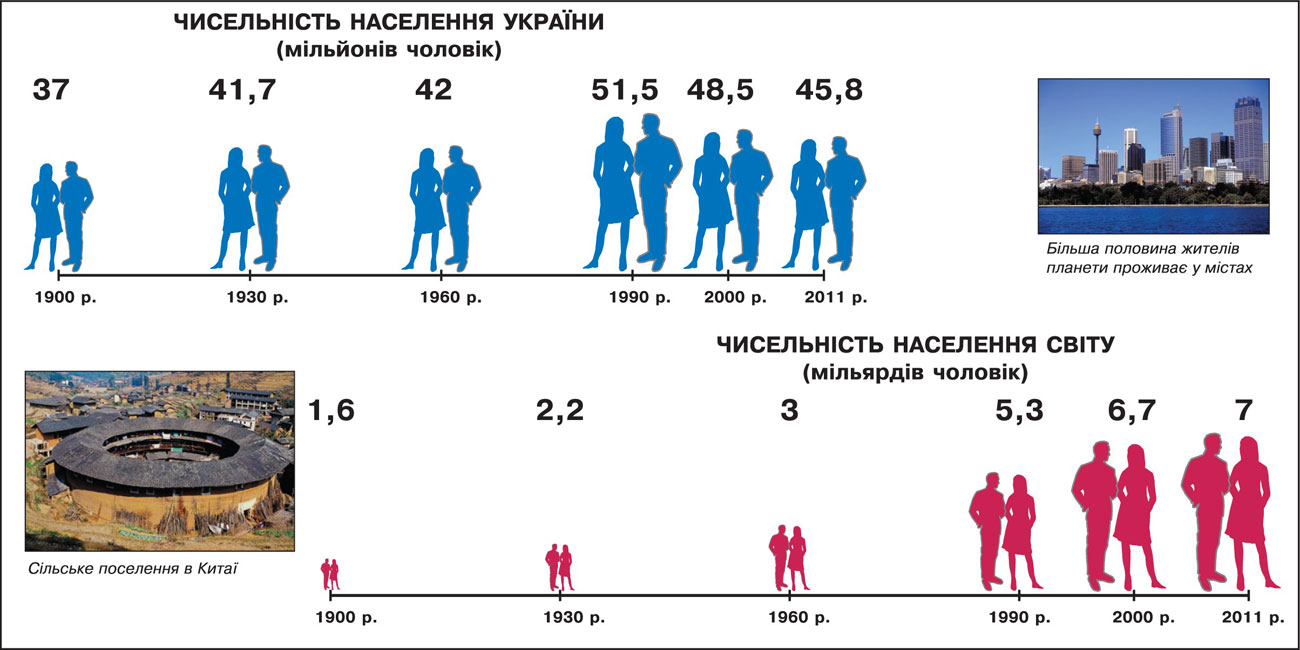 ЧИСЕЛЬНІСТЬ НАСЕЛЕННЯ УКРАЇНИ
(мільйонів чоловік)
37 41,7 42 51,5 48,5 45,8
1900 р. 1930 р. 1960 р. 1990 р. 2000 р. 2011 р.
Більша половина жителів
планети проживає у містах
ЧИСЕЛЬНІСТЬ НАСЕЛЕННЯ СВІТУ
(мільярдів чоловік)
1,6 2,2 3 5,3 6,7 7
1900 р. 1930 р. 1960 р. 1990 р. 2000 р. 2011 р.
Сільське поселення в Китаї